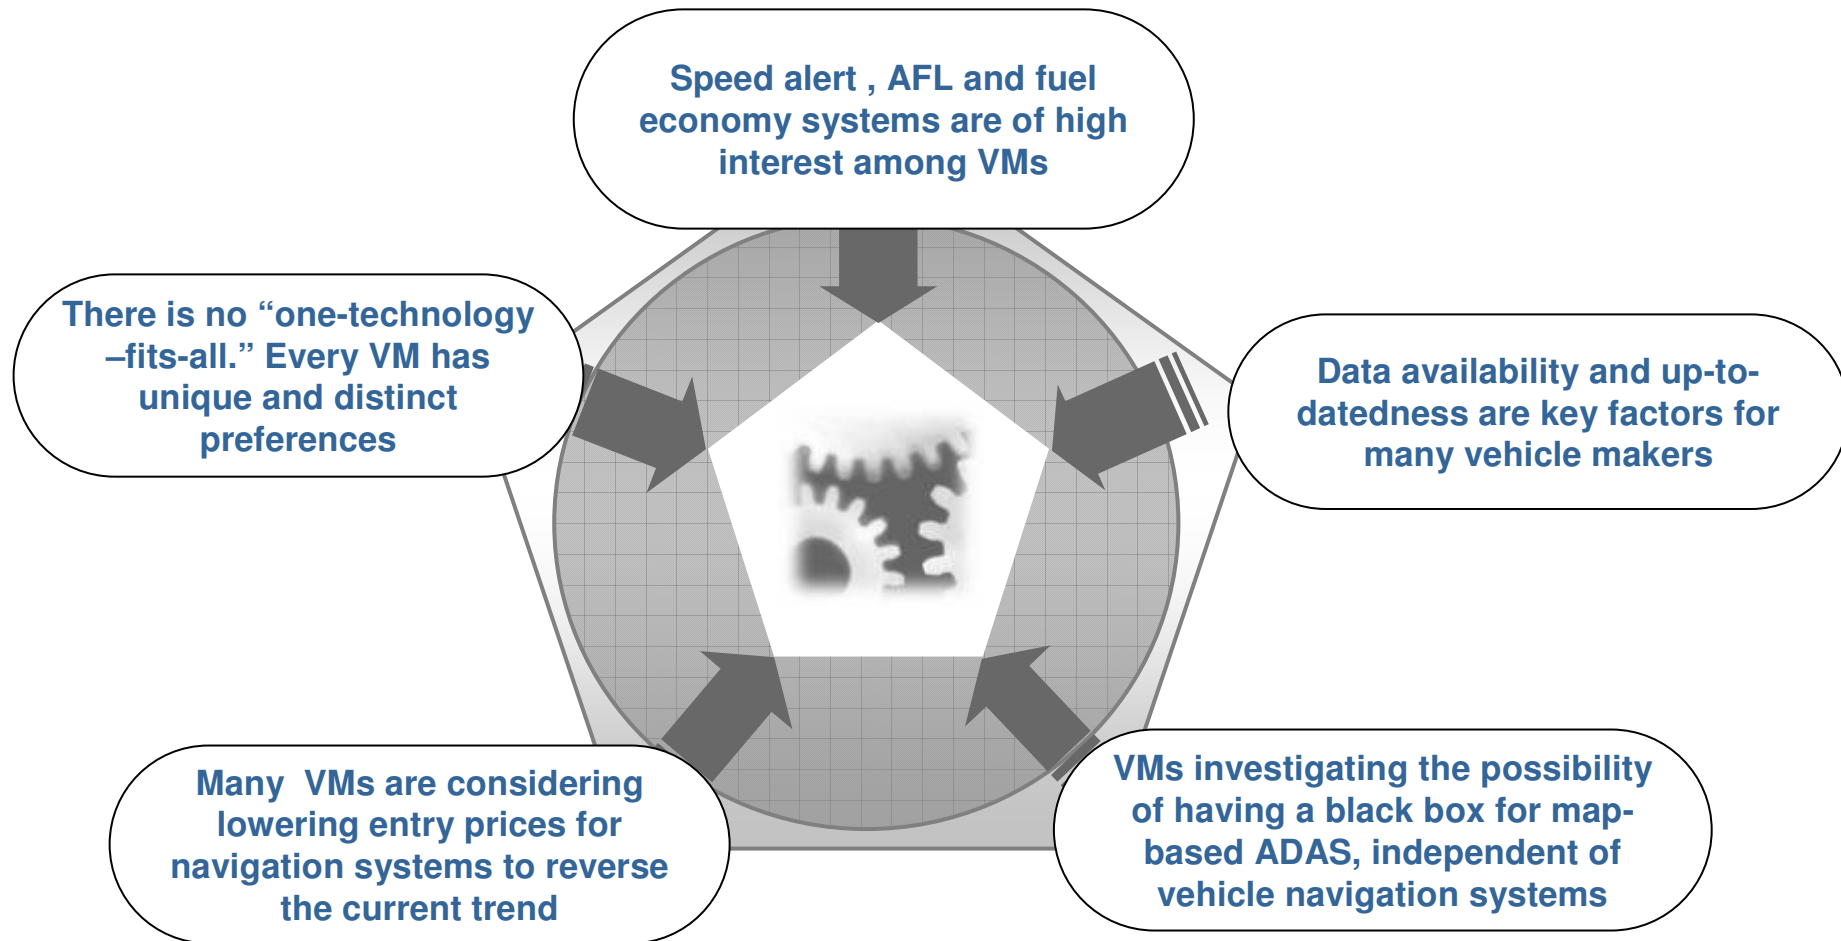 Speed alert , AFL and fuel
economy systems are of high
interest among VMs
There is no “one-technology
–fits-all.” Every VM has
unique and distinct
preferences
Data availability and up-to-
datedness are key factors for
many vehicle makers
Many  VMs are considering
lowering entry prices for
navigation systems to reverse
the current trend
VMs investigating the possibility
of having a black box for map-
based ADAS, independent of
vehicle navigation systems